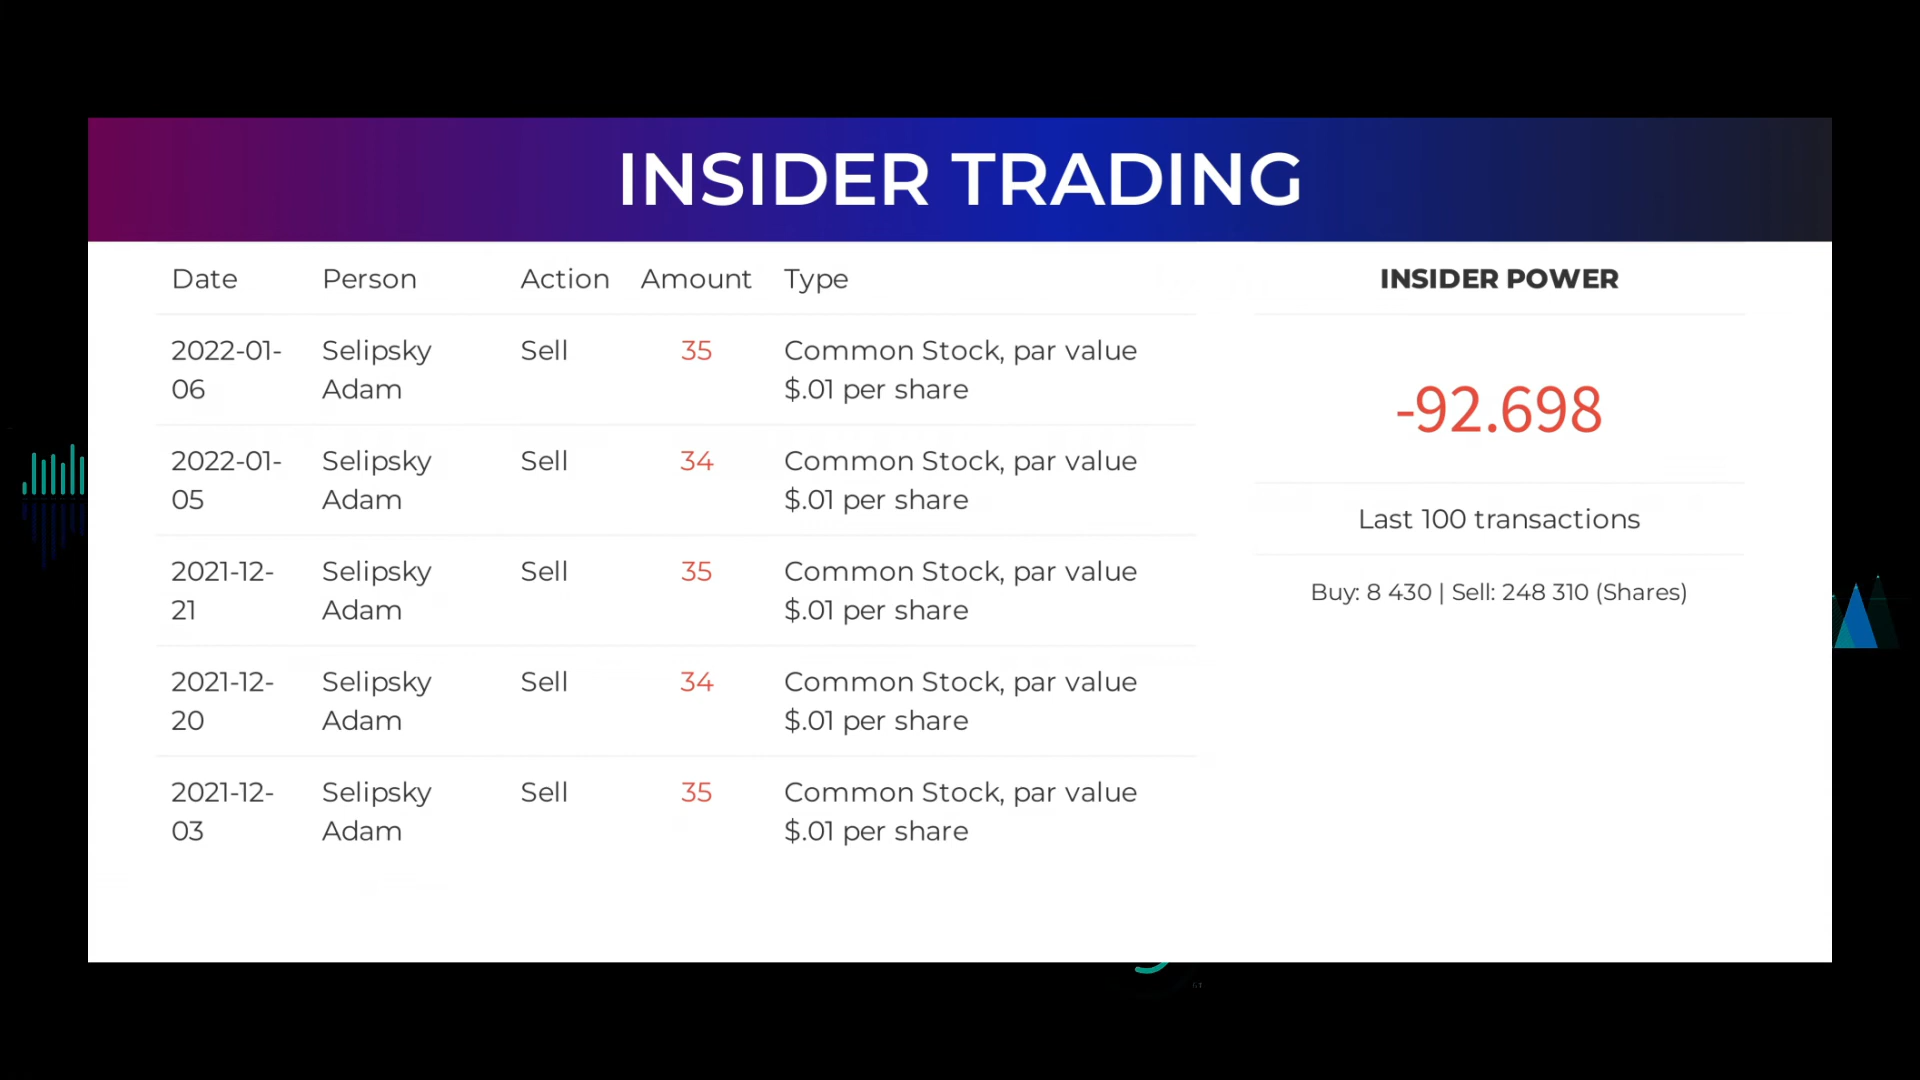 INSIDER TRADING
Date Person Action Amount Type
2022-01- Selipsky Sell 35 Common Stock, par value
06 Adam $.01 per share
2022-01- Selipsky Sell 34 Common Stock, par value
05 Adam $.01 per share
2021-12- Selipsky Sell 35 Common Stock, par value
21 Adam $.01 per share
2021-12- Selipsky Sell 34 Common Stock, par value
20 Adam $.01 per share
2021-12- Selipsky Sell 35 Common Stock, par value
03 Adam $.01 per share
INSIDER POWER
-92.698
Last 100 transactions
Buy: 8 430 | Sell: 248 310 (Shares)